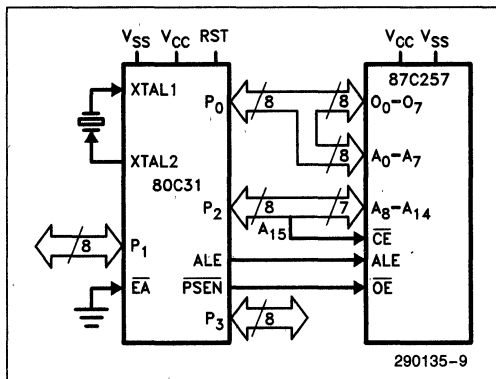 VSS VCC RST
VCC VSS
XTAL1
XTAL2
80C31
P0
8
8
8
P2
8
7
A15
P1
8
EA
ALE
PSEN
P3
8
87C257
O0–O7
A0–A7
A8–A14
CE
ALE
OE
290135-9